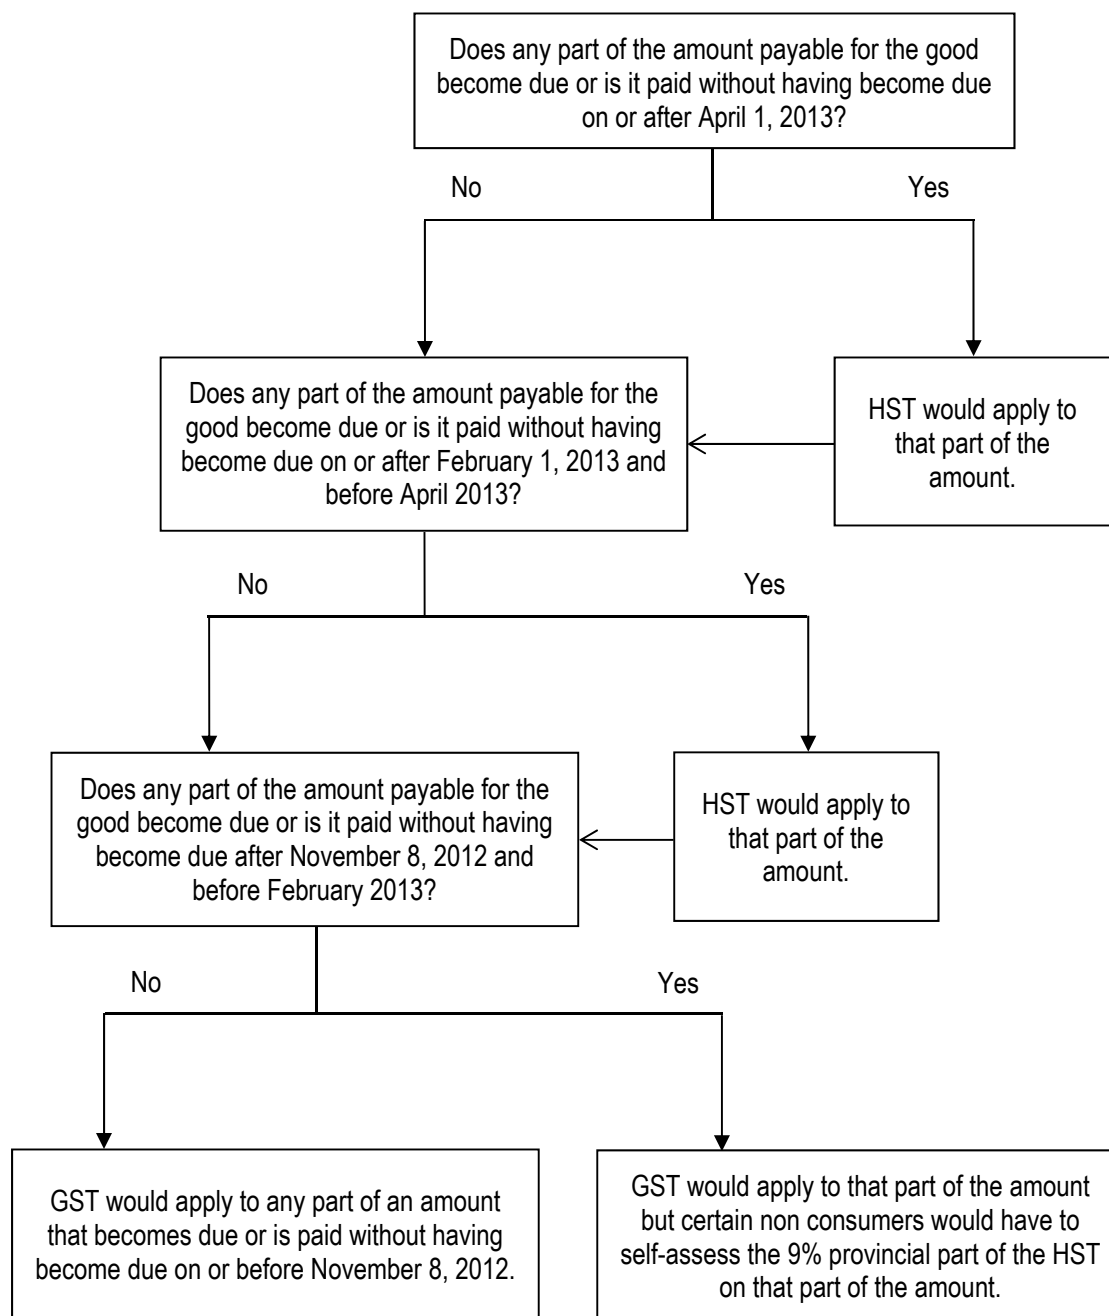 Does any part of the amount payable for the good
become due or is it paid without having become due
on or after April 1, 2013?
No
Yes
Does any part of the amount payable for the
good become due or is it paid without having
become due on or after February 1, 2013 and
before April 2013?
HST would apply to
that part of the
amount.
No
Yes
Does any part of the amount payable for the
good become due or is it paid without having
become due after November 8, 2012 and
before February 2013?
HST would apply to
that part of the
amount.
No
Yes
GST would apply to any part of an amount
that becomes due or is paid without having
become due on or before November 8, 2012.
GST would apply to that part of the amount
but certain non consumers would have to
self-assess the 9% provincial part of the HST
on that part of the amount.